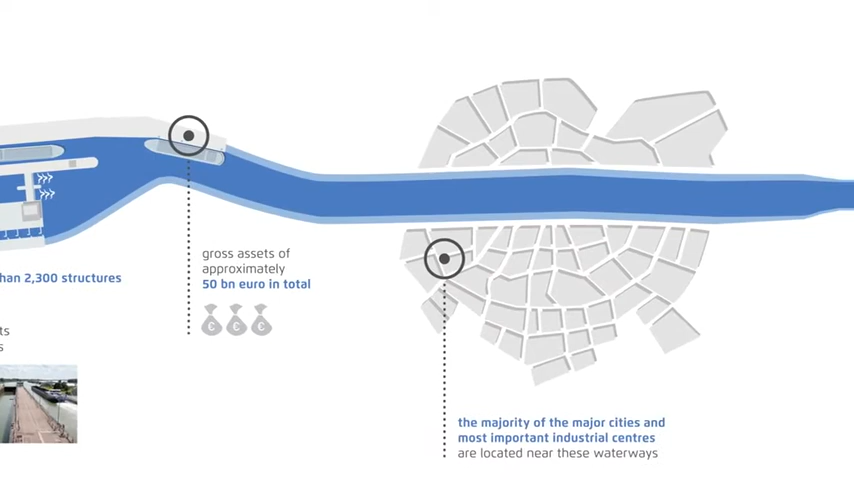 han 2,300 structures
ts
s
gross assets of
approximately
50 bn euro in total
€ € €
the majority of the major cities and
most important industrial centres
are located near these waterways